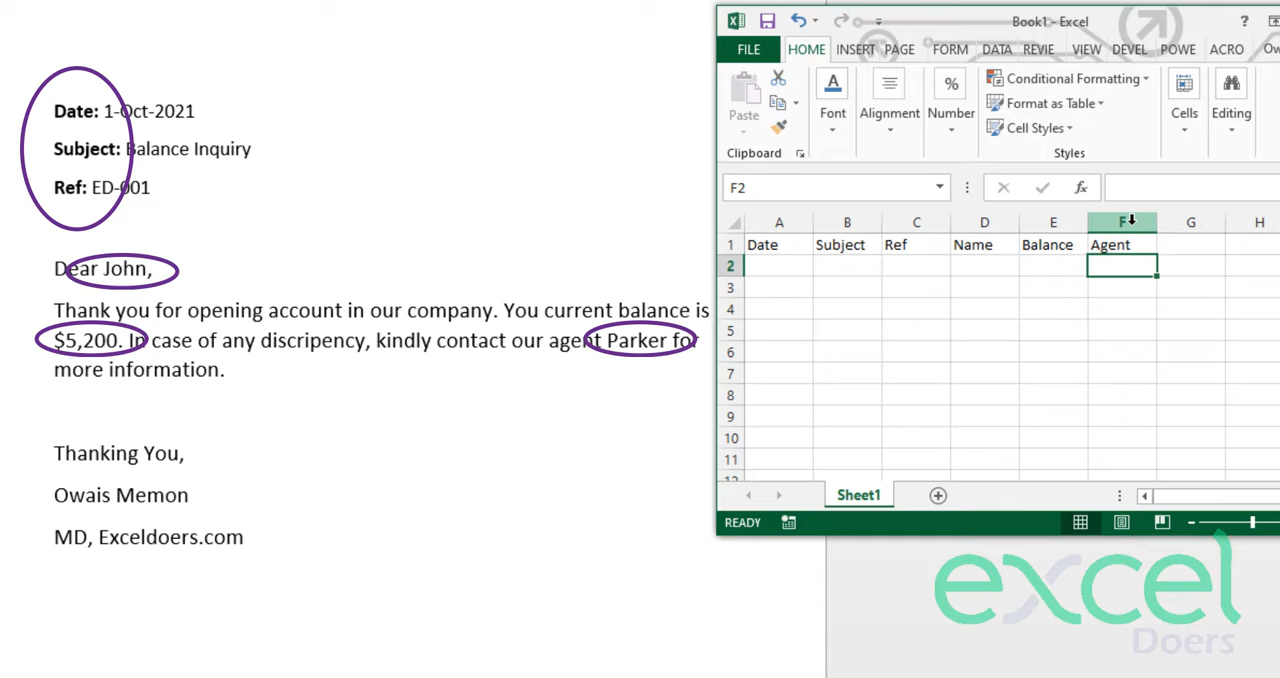 Date: 1-Oct-2021
Subject: Balance Inquiry
Ref: ED-001
Dear John,
Thank you for opening account in our company. You current balance is
$5,200. In case of any discripency, kindly contact our agent Parker for
more information.
Thanking You,
Owais Memon
MD, Exceldoers.com
Book1 - Excel
?
FILE HOME INSERT PAGE FORM DATA REVIE VIEW DEVEL POWE ACRO Ow
Paste
Font
Alignment
%
Number
Conditional Formatting
Format as Table
Cell Styles
Cells
Editing
Clipboard
Styles
F2
fx
A B C D E F G H
1 Date Subject Ref Name Balance Agent
2
3
4
5
6
7
8
9
10
11
12
Sheet1
READY
excel
Doers